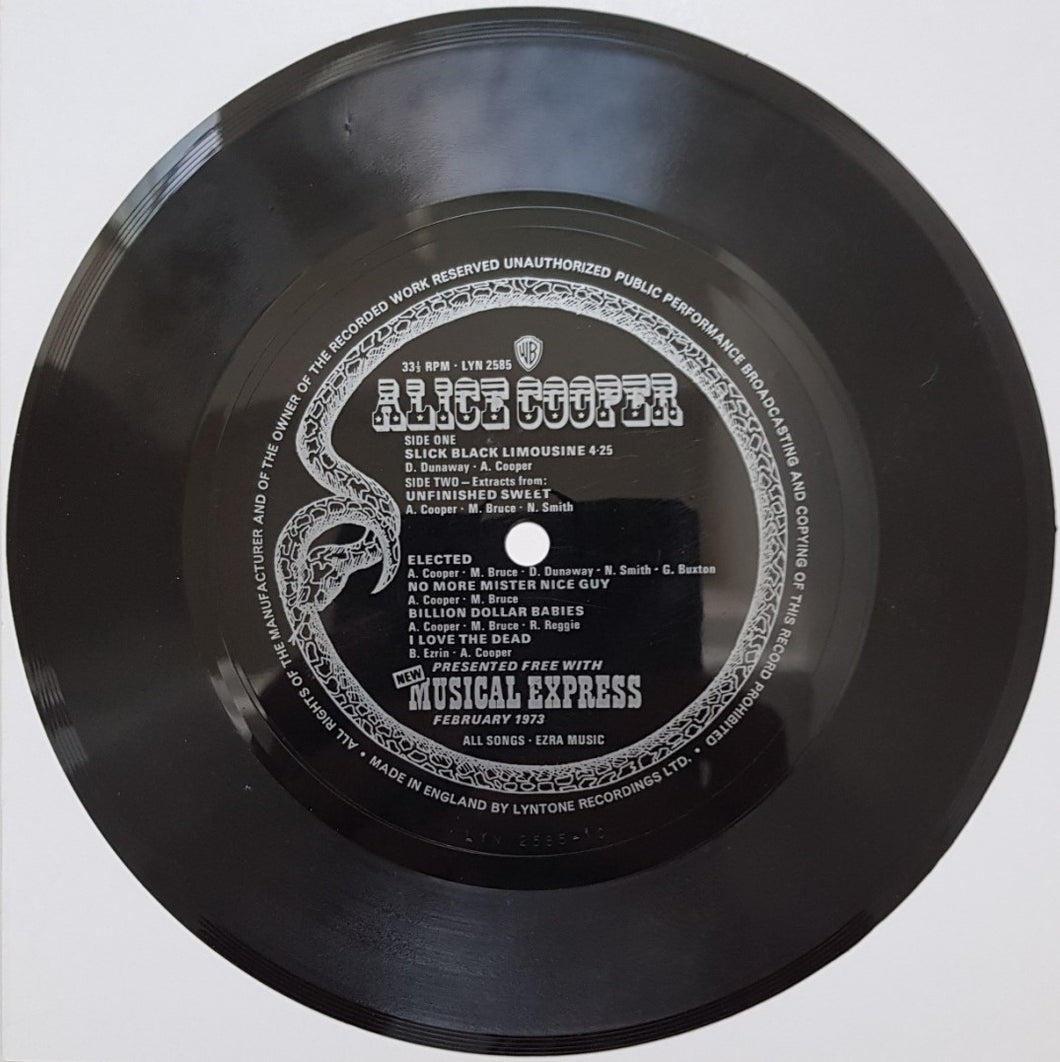 ALL RIGHTS OF THE MANUFACTURER AND OF THE OWNER OF THE RECORDED WORK RESERVED UNAUTHORIZED PUBLIC PERFORMANCE BROADCASTING AND COPYING OF THIS RECORD PROHIBITED
• MADE IN ENGLAND BY LYNTONE RECORDINGS LTD. •
33⅓ RPM · LYN 2585 WB
ALICE COOPER
SIDE ONE
SLICK BLACK LIMOUSINE 4·25
D. Dunaway · A. Cooper
SIDE TWO — Extracts from:
UNFINISHED SWEET
A. Cooper · M. Bruce · N. Smith
ELECTED
A. Cooper · M. Bruce · D. Dunaway · N. Smith · G. Buxton
NO MORE MISTER NICE GUY
A. Cooper · M. Bruce
BILLION DOLLAR BABIES
A. Cooper · M. Bruce · R. Reggie
I LOVE THE DEAD
B. Ezrin · A. Cooper
PRESENTED FREE WITH
NEW MUSICAL EXPRESS
FEBRUARY 1973
ALL SONGS · EZRA MUSIC